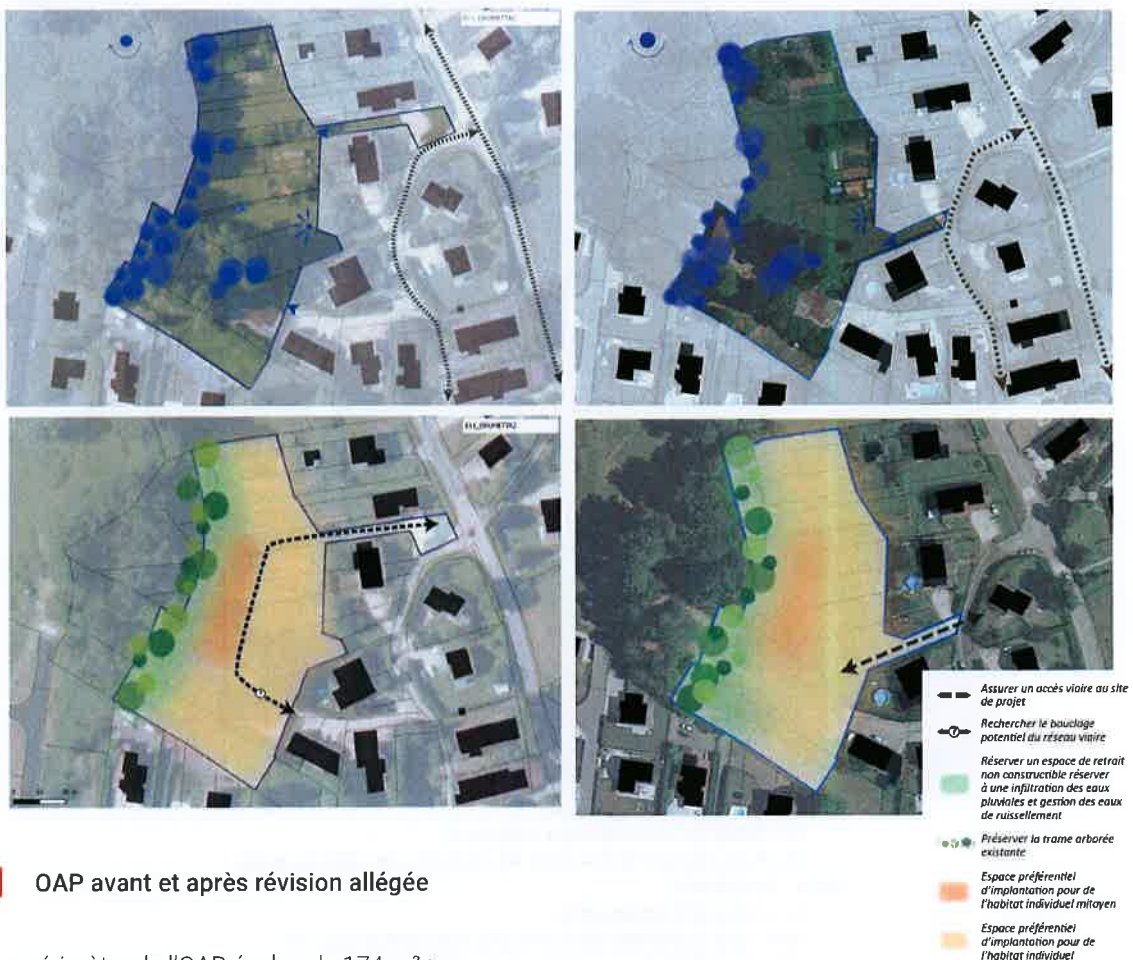 Assurer un accès viaire au site
de projet
Rechercher le bouclage
potentiel du réseau viaire
Réserver un espace de retrait
non constructible réserver
à une infiltration des eaux
pluviales et gestion des eaux
de ruissellement
Préserver la trame arborée
existante
Espace préférentiel
d'implantation pour de
l'habitat individuel mitoyen
Espace préférentiel
d'implantation pour de
l'habitat individuel
OAP avant et après révision allégée